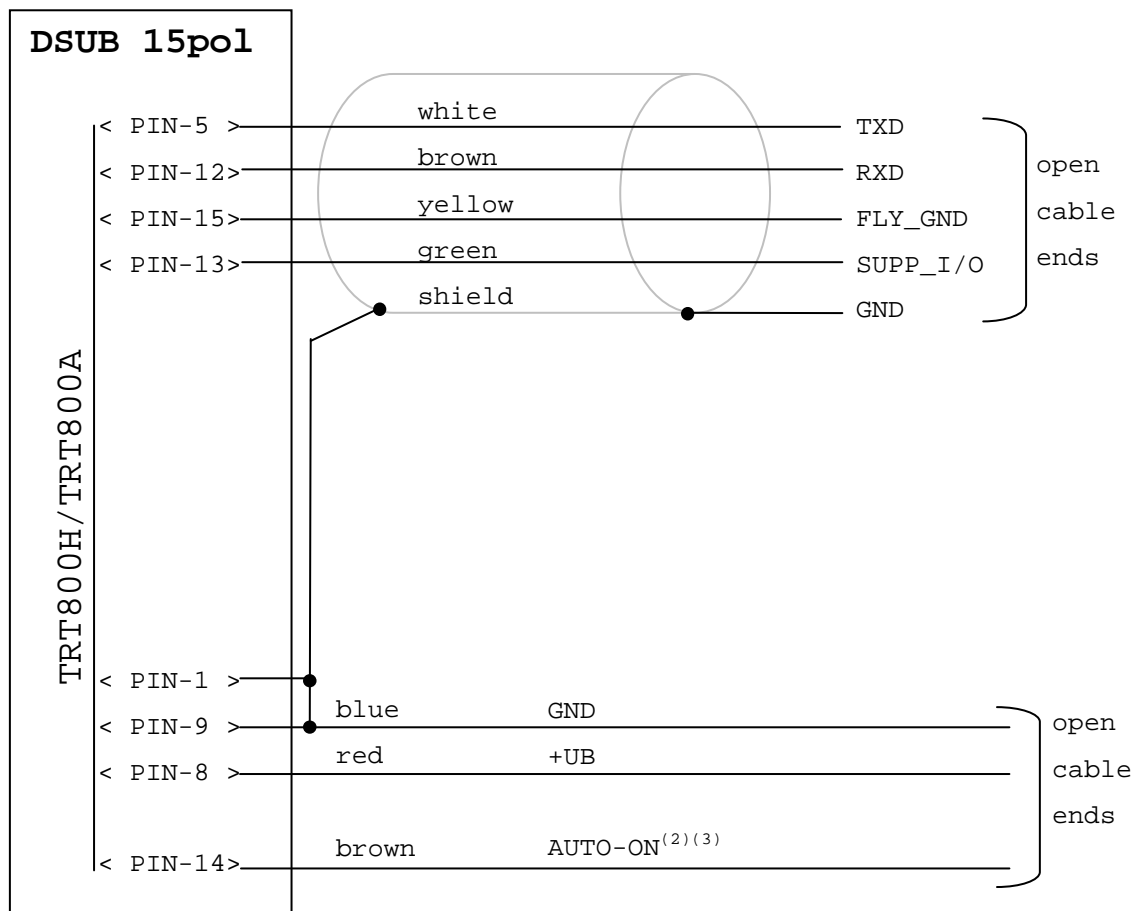 DSUB 15pol
< PIN-5 > white TXD
< PIN-12> brown RXD
< PIN-15> yellow FLY_GND
< PIN-13> green SUPP_I/O
shield GND
open
cable
ends
TRT800H/TRT800A
< PIN-1 >
< PIN-9 > blue GND
< PIN-8 > red +UB
< PIN-14> brown AUTO-ON(2)(3)
open
cable
ends